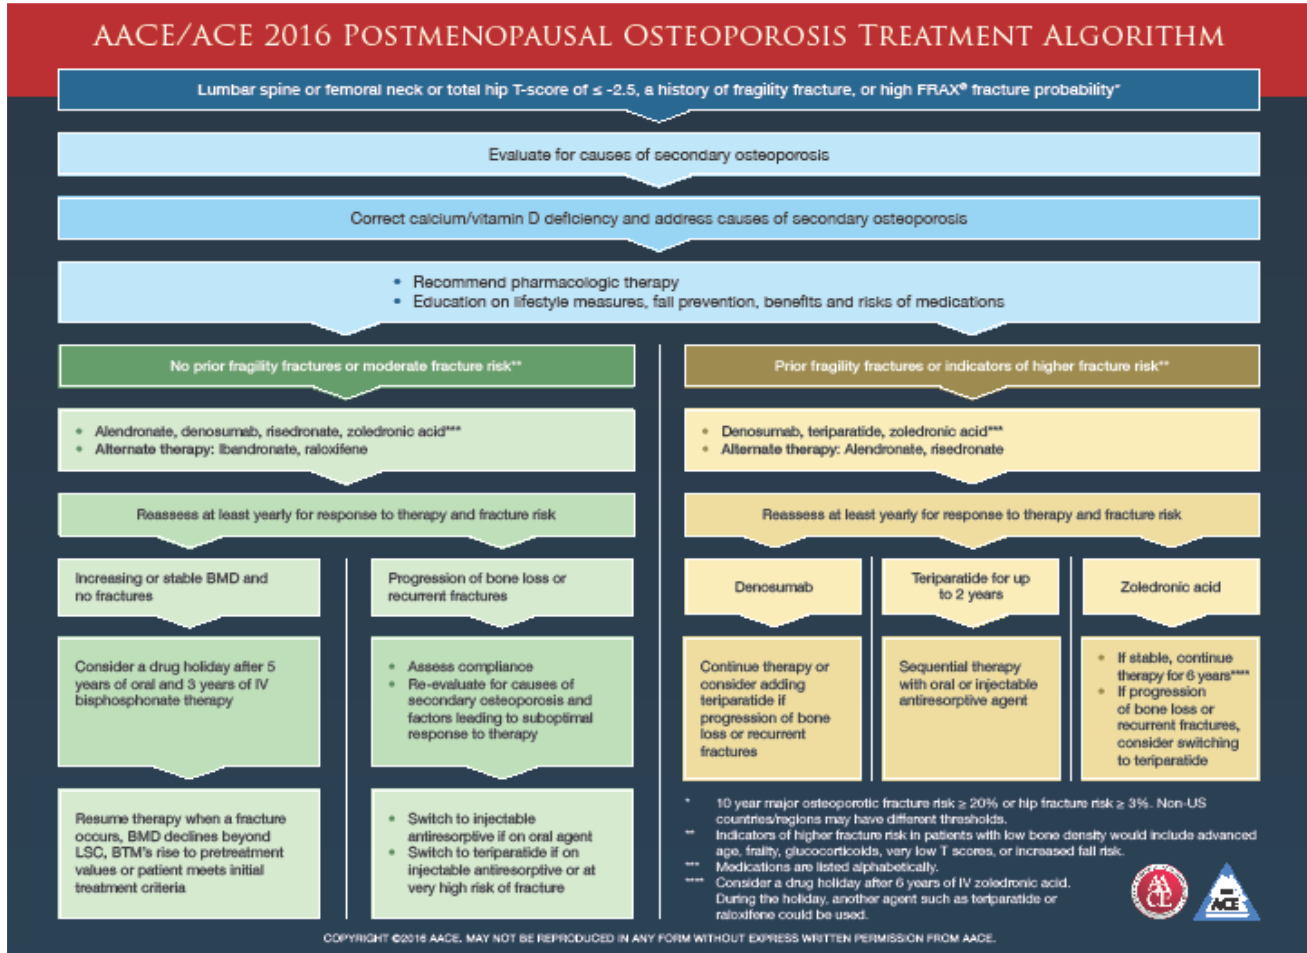 AACE/ACE 2016 Postmenopausal Osteoporosis Treatment Algorithm
Lumbar spine or femoral neck or total hip T-score of ≤ -2.5, a history of fragility fracture, or high FRAX® fracture probability*
Evaluate for causes of secondary osteoporosis
Correct calcium/vitamin D deficiency and address causes of secondary osteoporosis
• Recommend pharmacologic therapy
• Education on lifestyle measures, fall prevention, benefits and risks of medications
No prior fragility fractures or moderate fracture risk**
• Alendronate, denosumab, risedronate, zoledronic acid***
• Alternate therapy: Ibandronate, raloxifene
Reassess at least yearly for response to therapy and fracture risk
Increasing or stable BMD and
no fractures
Consider a drug holiday after 5
years of oral and 3 years of IV
bisphosphonate therapy
Resume therapy when a fracture
occurs, BMD declines beyond
LSC, BTM's rise to pretreatment
values or patient meets initial
treatment criteria
Progression of bone loss or
recurrent fractures
• Assess compliance
• Re-evaluate for causes of
secondary osteoporosis and
factors leading to suboptimal
response to therapy
• Switch to injectable
antiresorptive if on oral agent
• Switch to teriparatide if on
injectable antiresorptive or at
very high risk of fracture
Prior fragility fractures or indicators of higher fracture risk**
• Denosumab, teriparatide, zoledronic acid***
• Alternate therapy: Alendronate, risedronate
Reassess at least yearly for response to therapy and fracture risk
Denosumab
Continue therapy or
consider adding
teriparatide if
progression of bone
loss or recurrent
fractures
Teriparatide for up
to 2 years
Sequential therapy
with oral or injectable
antiresorptive agent
Zoledronic acid
• If stable, continue
therapy for 6 years****
• If progression
of bone loss or
recurrent fractures,
consider switching
to teriparatide
* 10 year major osteoporotic fracture risk ≥ 20% or hip fracture risk ≥ 3%. Non-US
countries/regions may have different thresholds.
** Indicators of higher fracture risk in patients with low bone density would include advanced
age, frailty, glucocorticoids, very low T scores, or increased fall risk.
*** Medications are listed alphabetically.
**** Consider a drug holiday after 6 years of IV zoledronic acid.
During the holiday, another agent such as teriparatide or
raloxifene could be used.
ACE
COPYRIGHT ©2016 AACE. MAY NOT BE REPRODUCED IN ANY FORM WITHOUT EXPRESS WRITTEN PERMISSION FROM AACE.